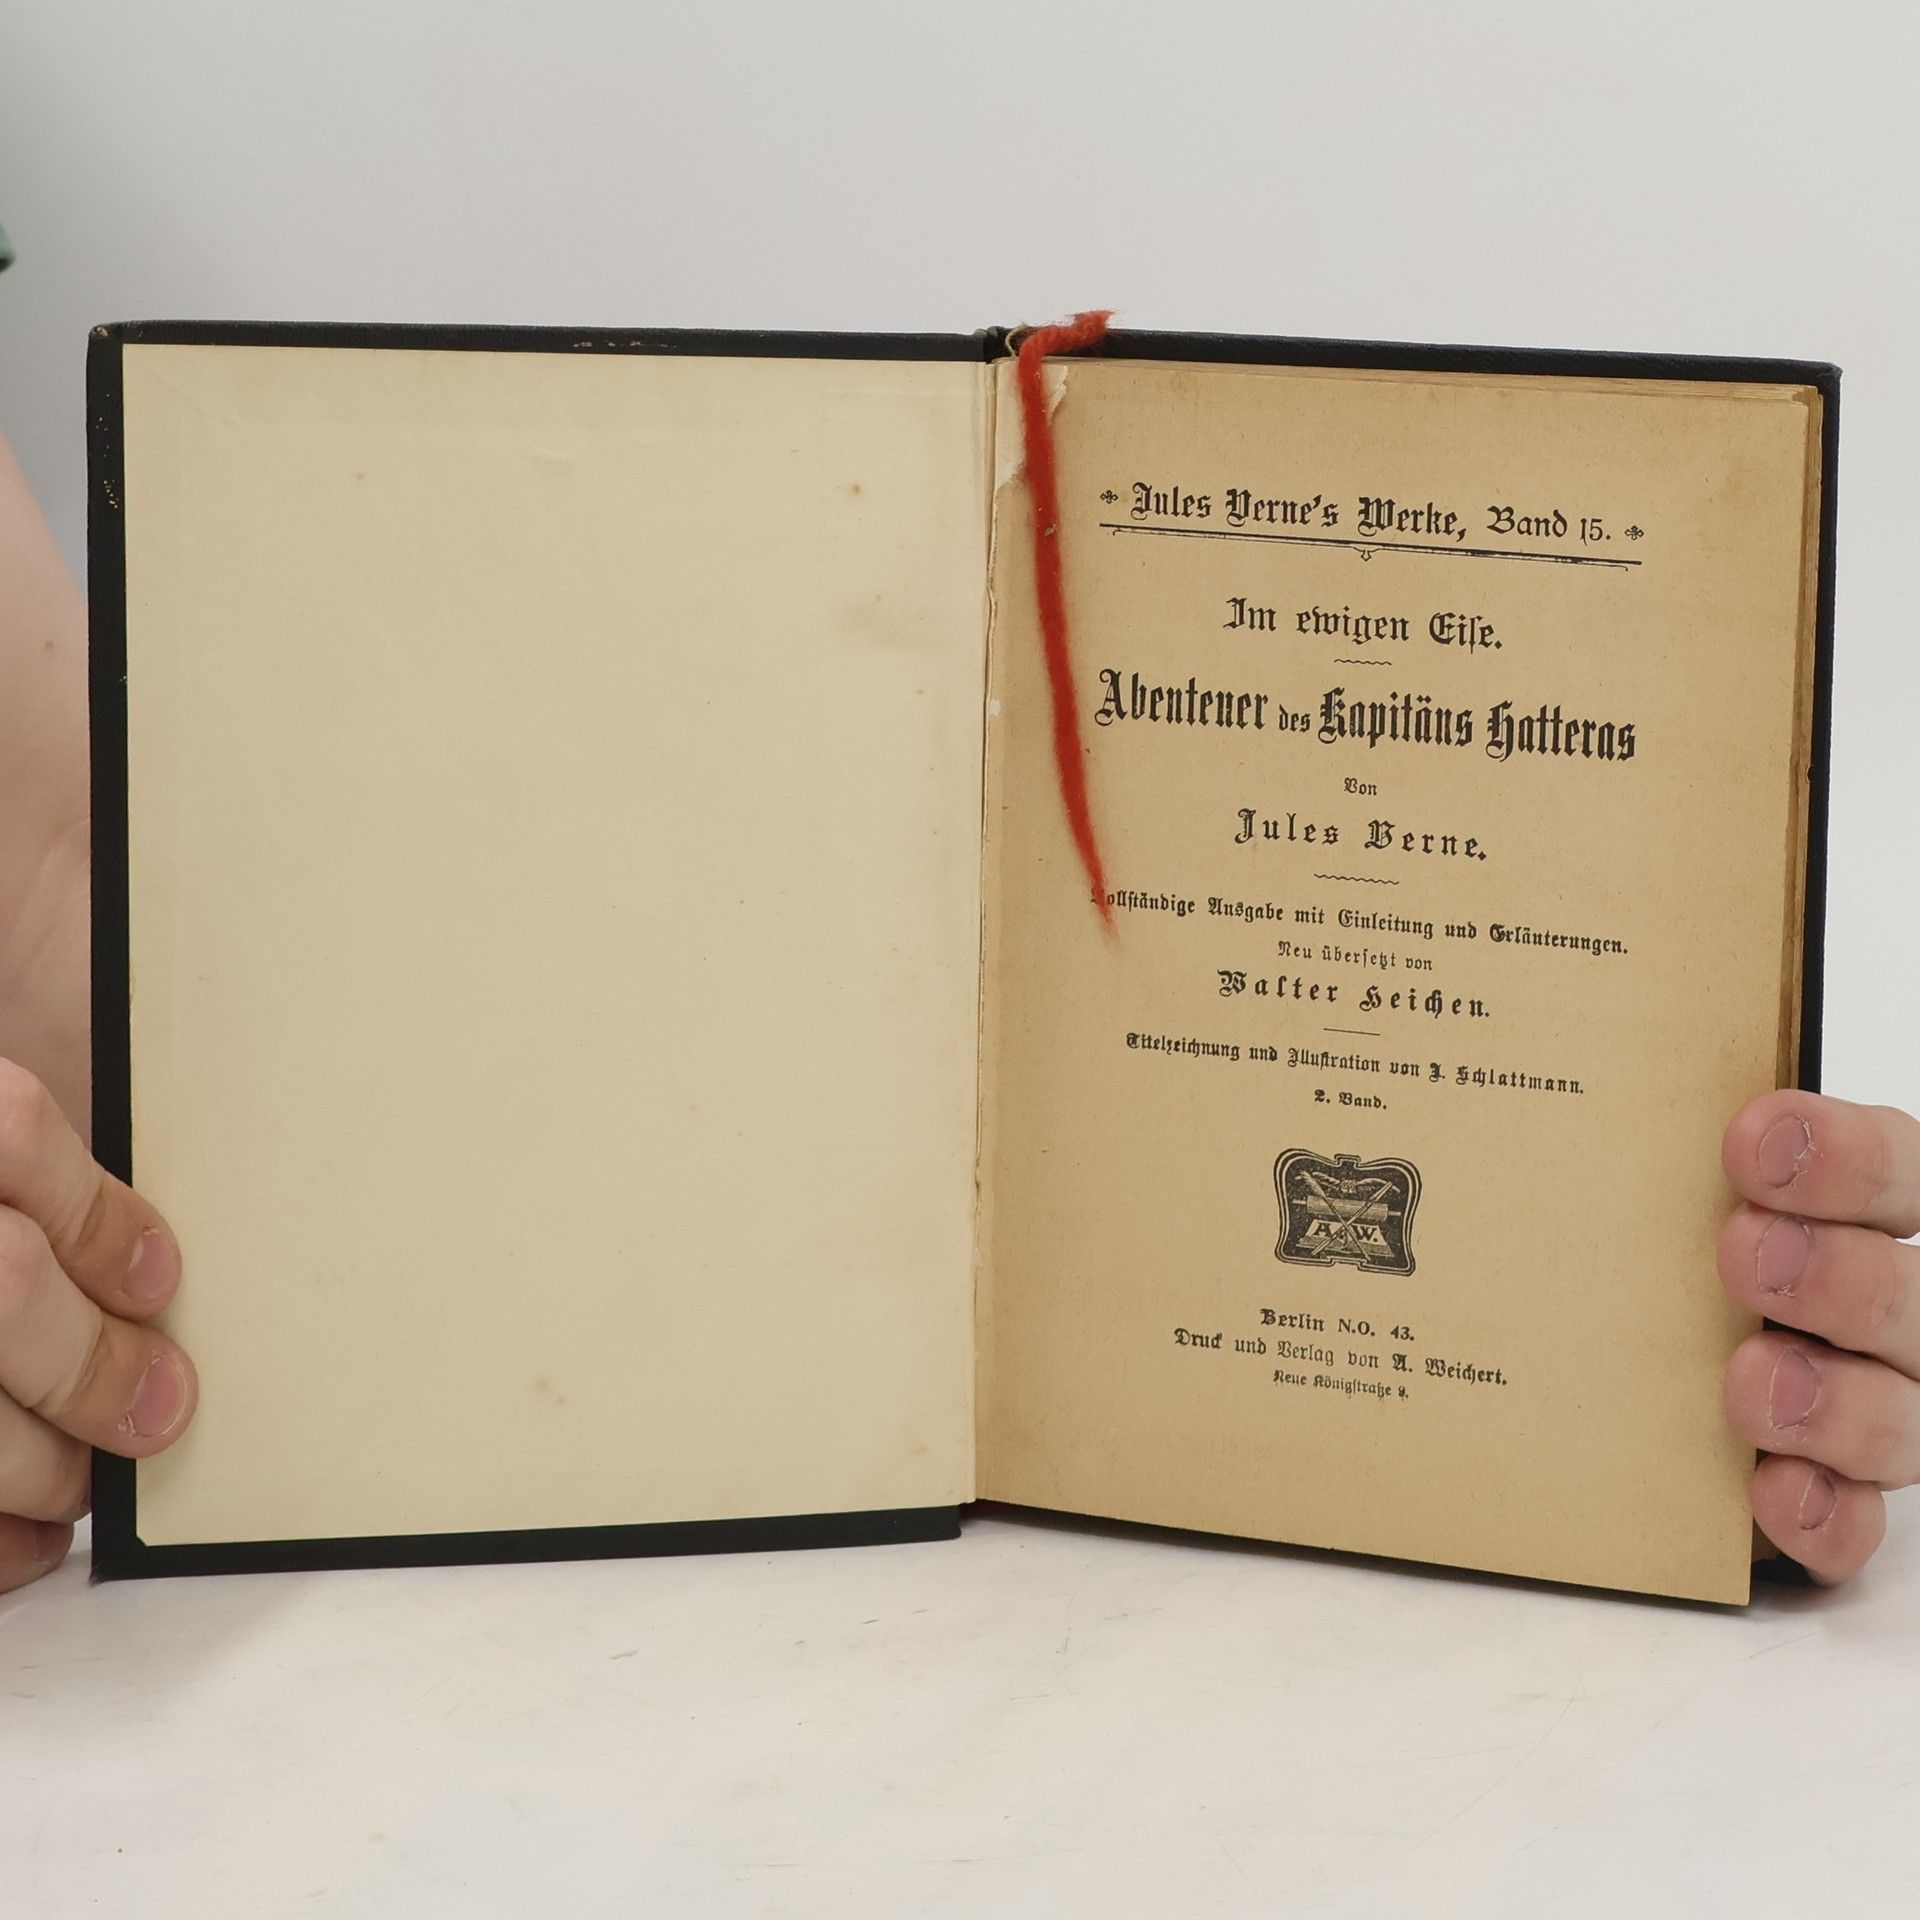 Jules Verne's Werke, Band 15.
Im ewigen Eiſe.
Abenteuer des Kapitäns Hatteras
Von
Jules Verne.
Vollſtändige Ausgabe mit Einleitung und Erläuterungen.
Neu überſetzt von
Walter Heichen.
Titelzeichnung und Illuſtration von J. Schlattmann.
2. Band.
A. W.
Berlin N.O. 43.
Druck und Verlag von A. Weichert.
Neue Königſtraße 9.